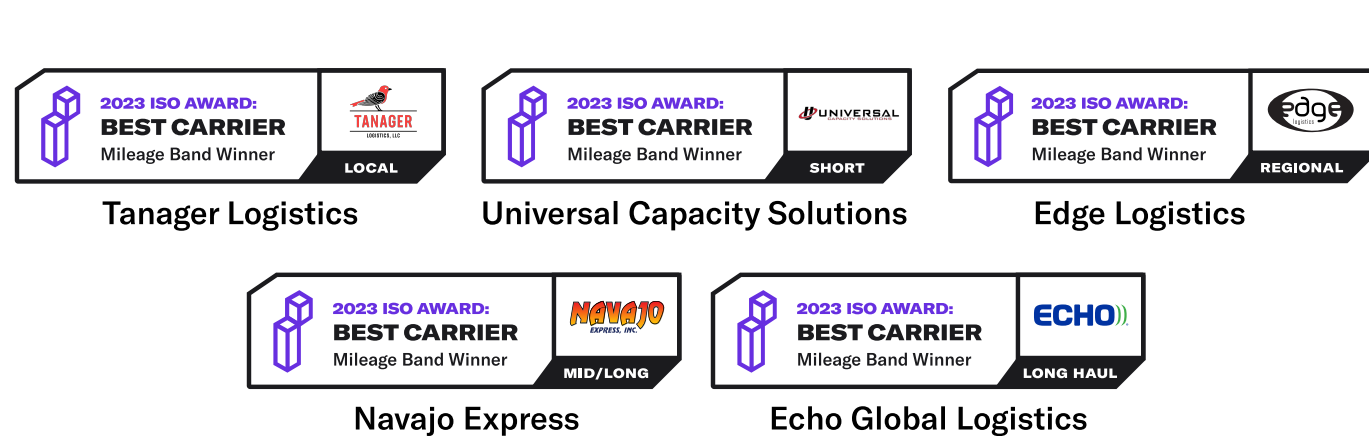 2023 ISO AWARD:
BEST CARRIER
Mileage Band Winner
TANAGER
LOGISTICS, LLC
LOCAL
Tanager Logistics
2023 ISO AWARD:
BEST CARRIER
Mileage Band Winner
UNIVERSAL
CAPACITY SOLUTIONS
SHORT
Universal Capacity Solutions
2023 ISO AWARD:
BEST CARRIER
Mileage Band Winner
edge
logistics
REGIONAL
Edge Logistics
2023 ISO AWARD:
BEST CARRIER
Mileage Band Winner
NAVAJO
EXPRESS, INC.
MID/LONG
Navajo Express
2023 ISO AWARD:
BEST CARRIER
Mileage Band Winner
ECHO
LONG HAUL
Echo Global Logistics